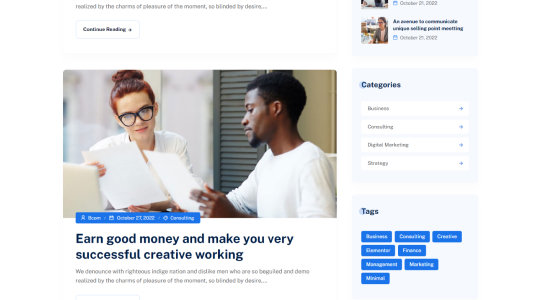 realized by the charms of pleasure of the moment, so blinded by desire,...
Continue Reading
Earn good money and make you very
successful creative working
Bcom / October 27, 2022 / Consulting
We denounce with righteous indige nation and dislike men who are so beguiled and demo
realized by the charms of pleasure of the moment, so blinded by desire,...
October 21, 2022
An avenue to communicate
unique selling point meetting
October 21, 2022
Categories
Business
Consulting
Digital Marketing
Strategy
Tags
Business Consulting Creative
Elementor Finance
Management Marketing
Minimal